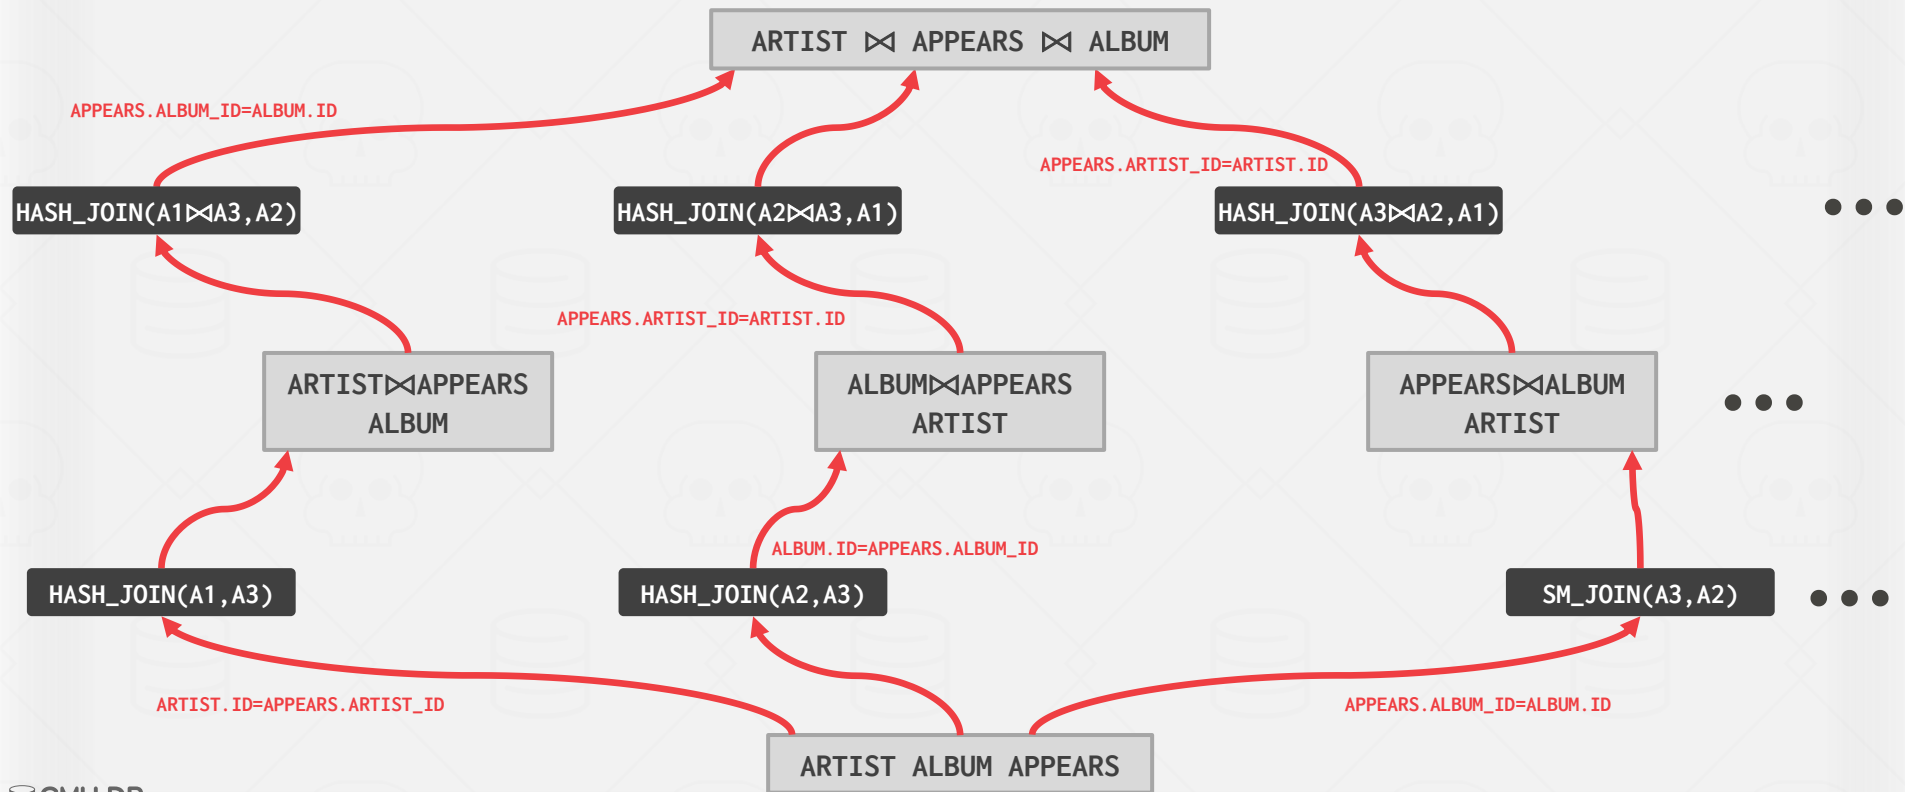 ARTIST ⋈ APPEARS ⋈ ALBUM
APPEARS.ALBUM_ID=ALBUM.ID
APPEARS.ARTIST_ID=ARTIST.ID
HASH_JOIN(A1⋈A3,A2)
HASH_JOIN(A2⋈A3,A1)
HASH_JOIN(A3⋈A2,A1)
APPEARS.ARTIST_ID=ARTIST.ID
ARTIST⋈APPEARS
ALBUM
ALBUM⋈APPEARS
ARTIST
APPEARS⋈ALBUM
ARTIST
ALBUM.ID=APPEARS.ALBUM_ID
HASH_JOIN(A1,A3)
HASH_JOIN(A2,A3)
SM_JOIN(A3,A2)
ARTIST.ID=APPEARS.ARTIST_ID
APPEARS.ALBUM_ID=ALBUM.ID
ARTIST ALBUM APPEARS